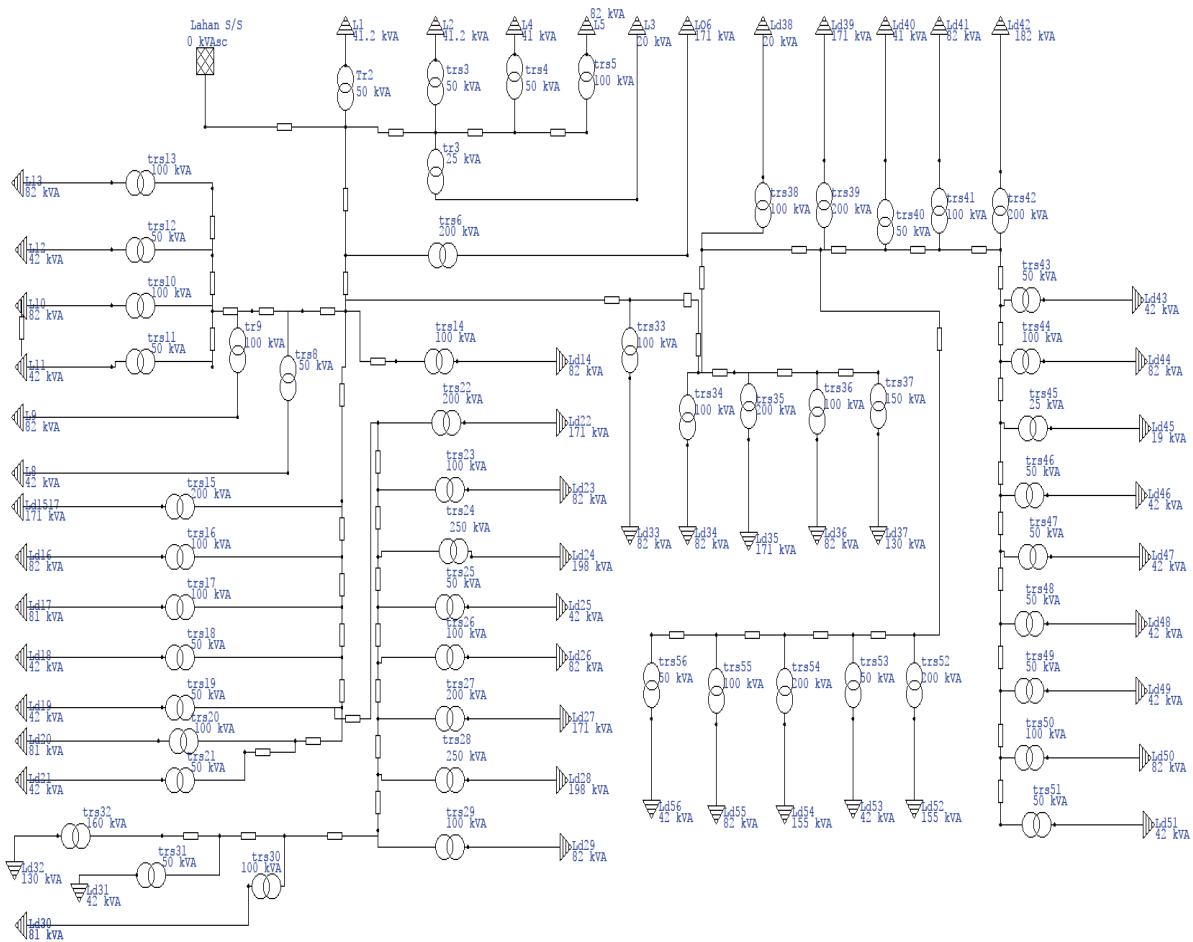 Lahan S/S
0 kVAsc
L1
41.2 kVA
L2
41.2 kVA
L4
41 kVA
82 kVA
L5
L3
20 kVA
LO6
171 kVA
Ld38
20 kVA
Ld39
171 kVA
Ld40
41 kVA
Ld41
82 kVA
Ld42
182 kVA
Tr2
50 kVA
trs3
50 kVA
trs4
50 kVA
trs5
100 kVA
tr3
25 kVA
trs13
100 kVA
L13
82 kVA
trs12
50 kVA
L12
42 kVA
trs10
100 kVA
L10
82 kVA
trs11
50 kVA
L11
42 kVA
tr9
100 kVA
trs8
50 kVA
L9
82 kVA
L8
42 kVA
trs6
200 kVA
trs38
100 kVA
trs39
200 kVA
trs40
50 kVA
trs41
100 kVA
trs42
200 kVA
trs14
100 kVA
Ld14
82 kVA
trs33
100 kVA
trs34
100 kVA
trs35
200 kVA
trs36
100 kVA
trs37
150 kVA
Ld33
82 kVA
Ld34
82 kVA
Ld35
171 kVA
Ld36
82 kVA
Ld37
130 kVA
trs43
50 kVA
Ld43
42 kVA
trs44
100 kVA
Ld44
82 kVA
trs45
25 kVA
Ld45
19 kVA
trs46
50 kVA
Ld46
42 kVA
trs47
50 kVA
Ld47
42 kVA
trs48
50 kVA
Ld48
42 kVA
trs49
50 kVA
Ld49
42 kVA
trs50
100 kVA
Ld50
82 kVA
trs51
50 kVA
Ld51
42 kVA
trs22
200 kVA
Ld22
171 kVA
trs23
100 kVA
Ld23
82 kVA
trs24
250 kVA
Ld24
198 kVA
trs25
50 kVA
Ld25
42 kVA
trs26
100 kVA
Ld26
82 kVA
trs27
200 kVA
Ld27
171 kVA
trs28
250 kVA
Ld28
198 kVA
trs29
100 kVA
Ld29
82 kVA
trs15
200 kVA
Ld1517
171 kVA
trs16
100 kVA
Ld16
82 kVA
trs17
100 kVA
Ld17
81 kVA
trs18
50 kVA
Ld18
42 kVA
trs19
50 kVA
Ld19
42 kVA
trs20
100 kVA
Ld20
81 kVA
trs21
50 kVA
Ld21
42 kVA
trs32
160 kVA
Ld32
130 kVA
trs31
50 kVA
Ld31
42 kVA
trs30
100 kVA
Ld30
81 kVA
trs56
50 kVA
trs55
100 kVA
trs54
200 kVA
trs53
50 kVA
trs52
200 kVA
Ld56
42 kVA
Ld55
82 kVA
Ld54
155 kVA
Ld53
42 kVA
Ld52
155 kVA